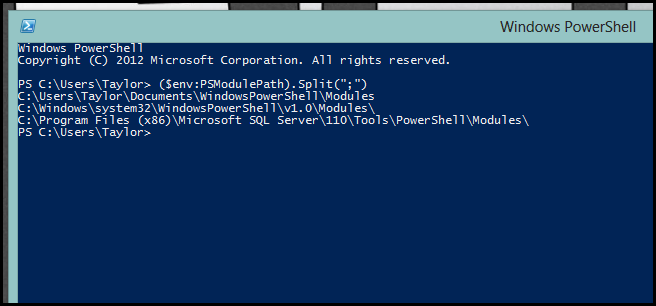 Windows PowerShell
Windows PowerShell
Copyright (C) 2012 Microsoft Corporation. All rights reserved.
PS C:\Users\Taylor> ($env:PSModulePath).Split(";")
C:\Users\Taylor\Documents\WindowsPowerShell\Modules
C:\Windows\system32\WindowsPowerShell\v1.0\Modules\
C:\Program Files (x86)\Microsoft SQL Server\110\Tools\PowerShell\Modules\
PS C:\Users\Taylor>